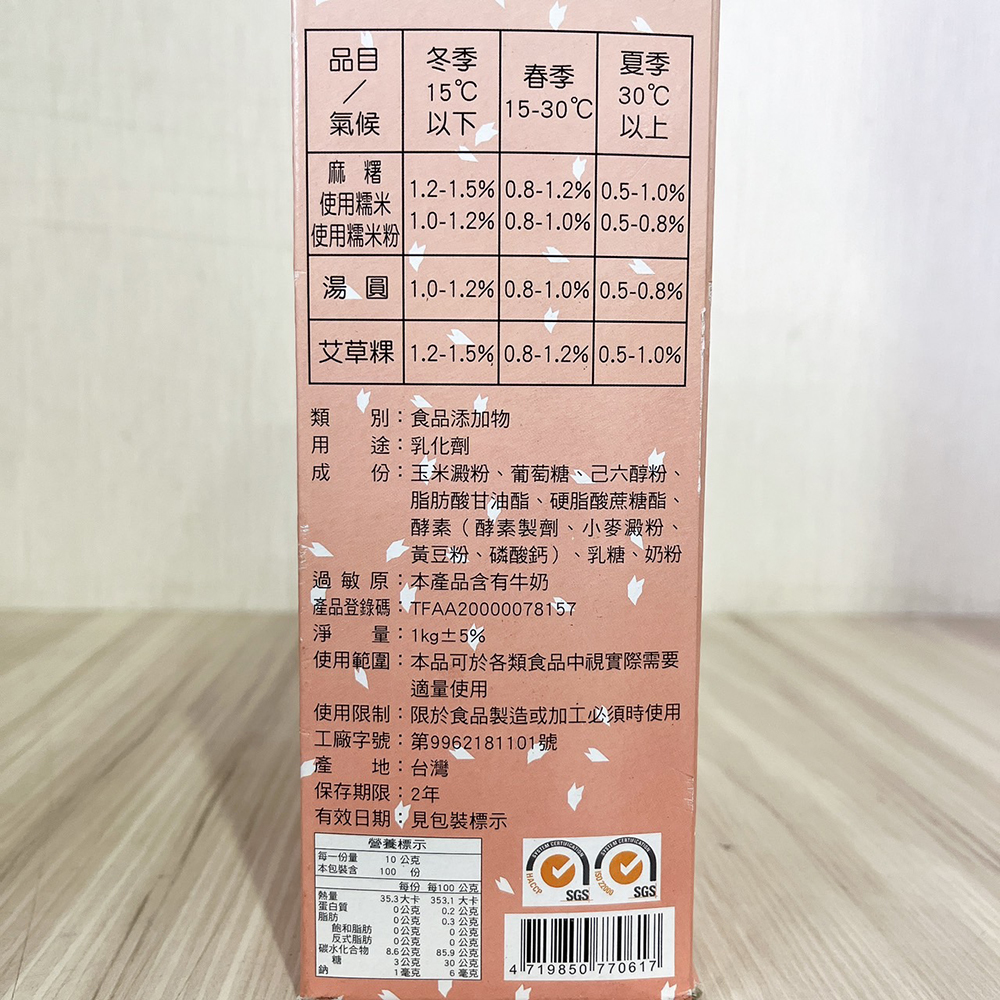 品目／氣候 冬季15℃以下 春季15-30℃ 夏季30℃以上
麻糬
使用糯米 1.2-1.5% 0.8-1.2% 0.5-1.0%
使用糯米粉 1.0-1.2% 0.8-1.0% 0.5-0.8%
湯圓 1.0-1.2% 0.8-1.0% 0.5-0.8%
艾草粿 1.2-1.5% 0.8-1.2% 0.5-1.0%
類別：食品添加物
用途：乳化劑
成份：玉米澱粉、葡萄糖、己六醇粉、
脂肪酸甘油酯、硬脂酸蔗糖酯、
酵素（酵素製劑、小麥澱粉、
黃豆粉、磷酸鈣）、乳糖、奶粉
過敏原：本產品含有牛奶
產品登錄碼：TFAA20000078157
淨量：1kg±5%
使用範圍：本品可於各類食品中視實際需要
適量使用
使用限制：限於食品製造或加工必須時使用
工廠字號：第9962181101號
產地：台灣
保存期限：2年
有效日期：見包裝標示
營養標示
每一份量 10 公克
本包裝含 100 份
每份 每100 公克
熱量 35.3大卡 353.1 大卡
蛋白質 0公克 0.2 公克
脂肪 0公克 0.3 公克
飽和脂肪 0公克 0 公克
反式脂肪 0公克 0 公克
碳水化合物 8.6公克 85.9 公克
糖 3公克 30 公克
鈉 1毫克 6 毫克
SYSTEM CERTIFICATION HACCP SGS
SYSTEM CERTIFICATION ISO 22000 SGS
4 719850 770617